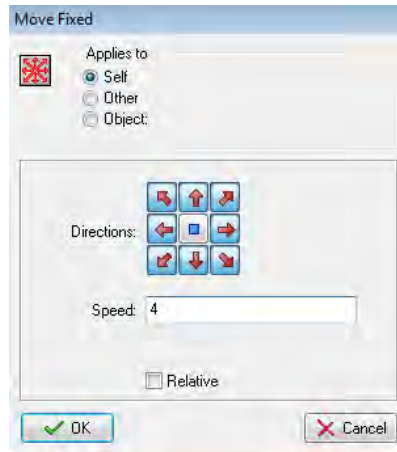 Move Fixed
Applies to
Self
Other
Object:
Directions:
Speed: 4
Relative
OK
Cancel